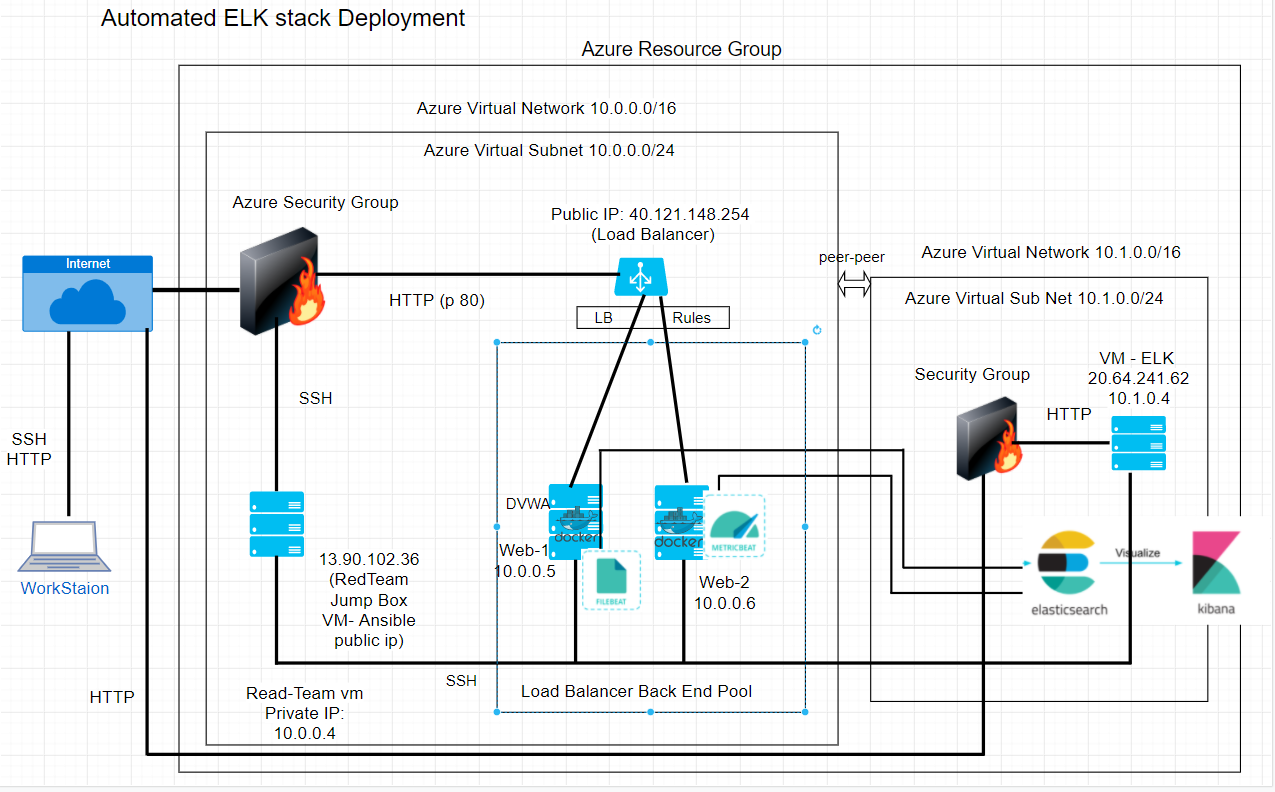 Automated ELK stack Deployment
Azure Resource Group
Azure Virtual Network 10.0.0.0/16
Azure Virtual Subnet 10.0.0.0/24
Azure Security Group
Public IP: 40.121.148.254
(Load Balancer)
peer-peer
Azure Virtual Network 10.1.0.0/16
Azure Virtual Sub Net 10.1.0.0/24
Internet
HTTP (p 80)
LB
Rules
VM - ELK
20.64.241.62
10.1.0.4
Security Group
HTTP
SSH
SSH
HTTP
DVWA
docker
docker
METRICBEAT
Web-1
10.0.0.5
FILEBEAT
Web-2
10.0.0.6
Visualize
elasticsearch
kibana
WorkStaion
13.90.102.36
(RedTeam
Jump Box
VM- Ansible
public ip)
SSH
Load Balancer Back End Pool
HTTP
Read-Team vm
Private IP:
10.0.0.4